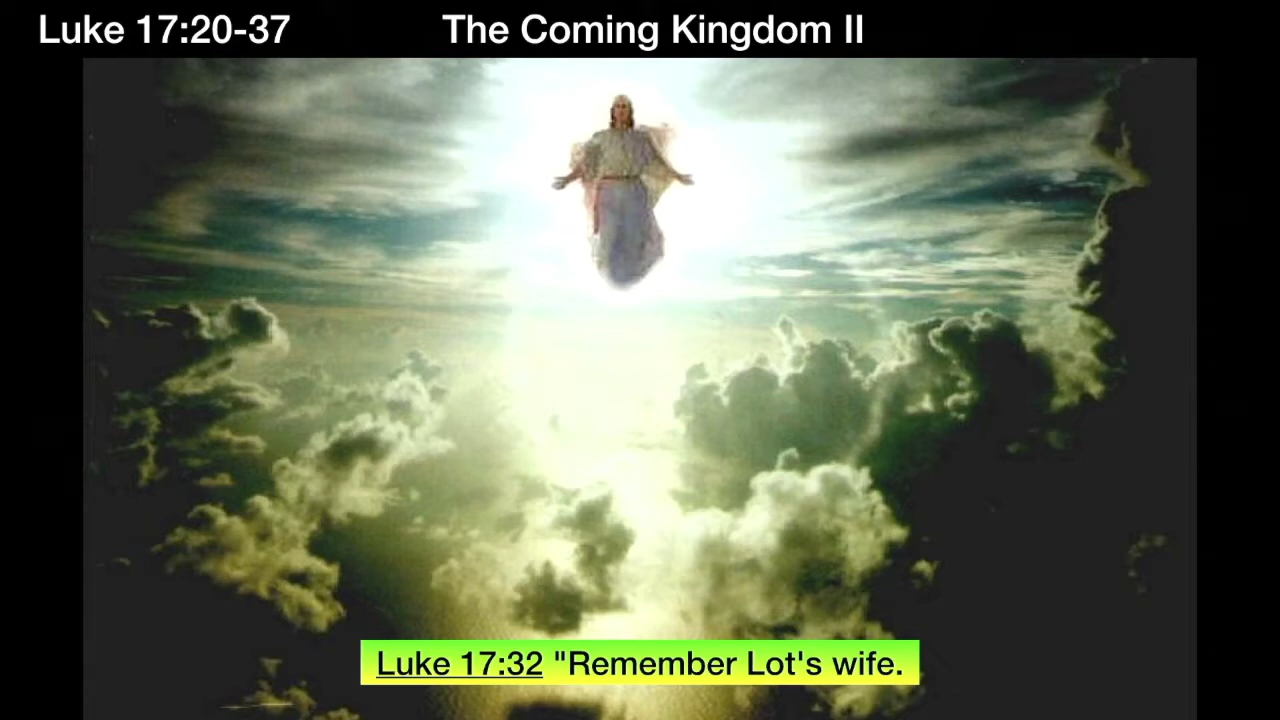 Luke 17:20-37
The Coming Kingdom II
Luke 17:32 "Remember Lot's wife.